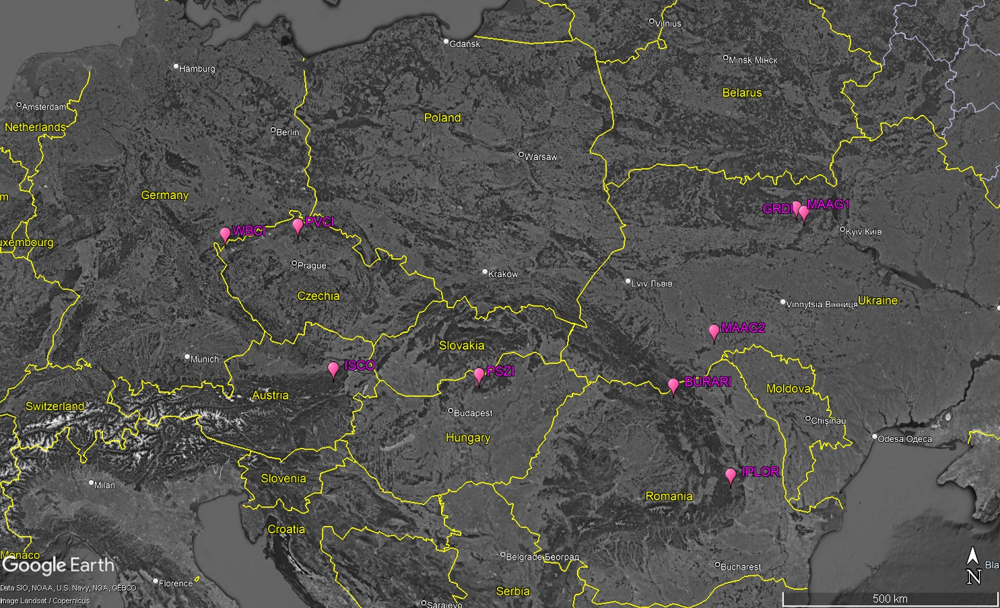 Vilnius
Gdańsk
Minsk Мінск
Hamburg
Belarus
Amsterdam
Netherlands
Poland
Berlin
Warsaw
Germany
m
GRDI
MAAG1
WBCI
PVCI
Kyiv Київ
uxembourg
Prague
Kraków
Lviv Львів
Czechia
Vinnytsia Вінниця
Ukraine
MAAG2
Slovakia
Munich
ISCO
PSZI
BURARI
Moldova
Austria
Switzerland
Budapest
Chișinău
Hungary
Odesa Одеса
IPLOR
Slovenia
Milan
Romania
Croatia
Monaco
Google Earth
Belgrade Београд
Bucharest
Bla
N
Florence
Data SIO, NOAA, U.S. Navy, NGA, GEBCO
Serbia
500 km
Image Landsat / Copernicus
Sarajevo